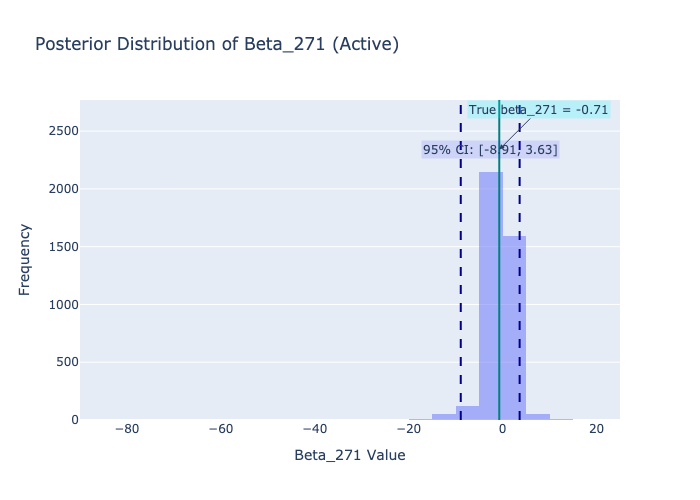 Posterior Distribution of Beta_271 (Active)
True beta_271 = -0.71
95% CI: [-8.91, 3.63]
2500
2000
1500
1000
500
0
Frequency
−80
−60
−40
−20
0
20
Beta_271 Value